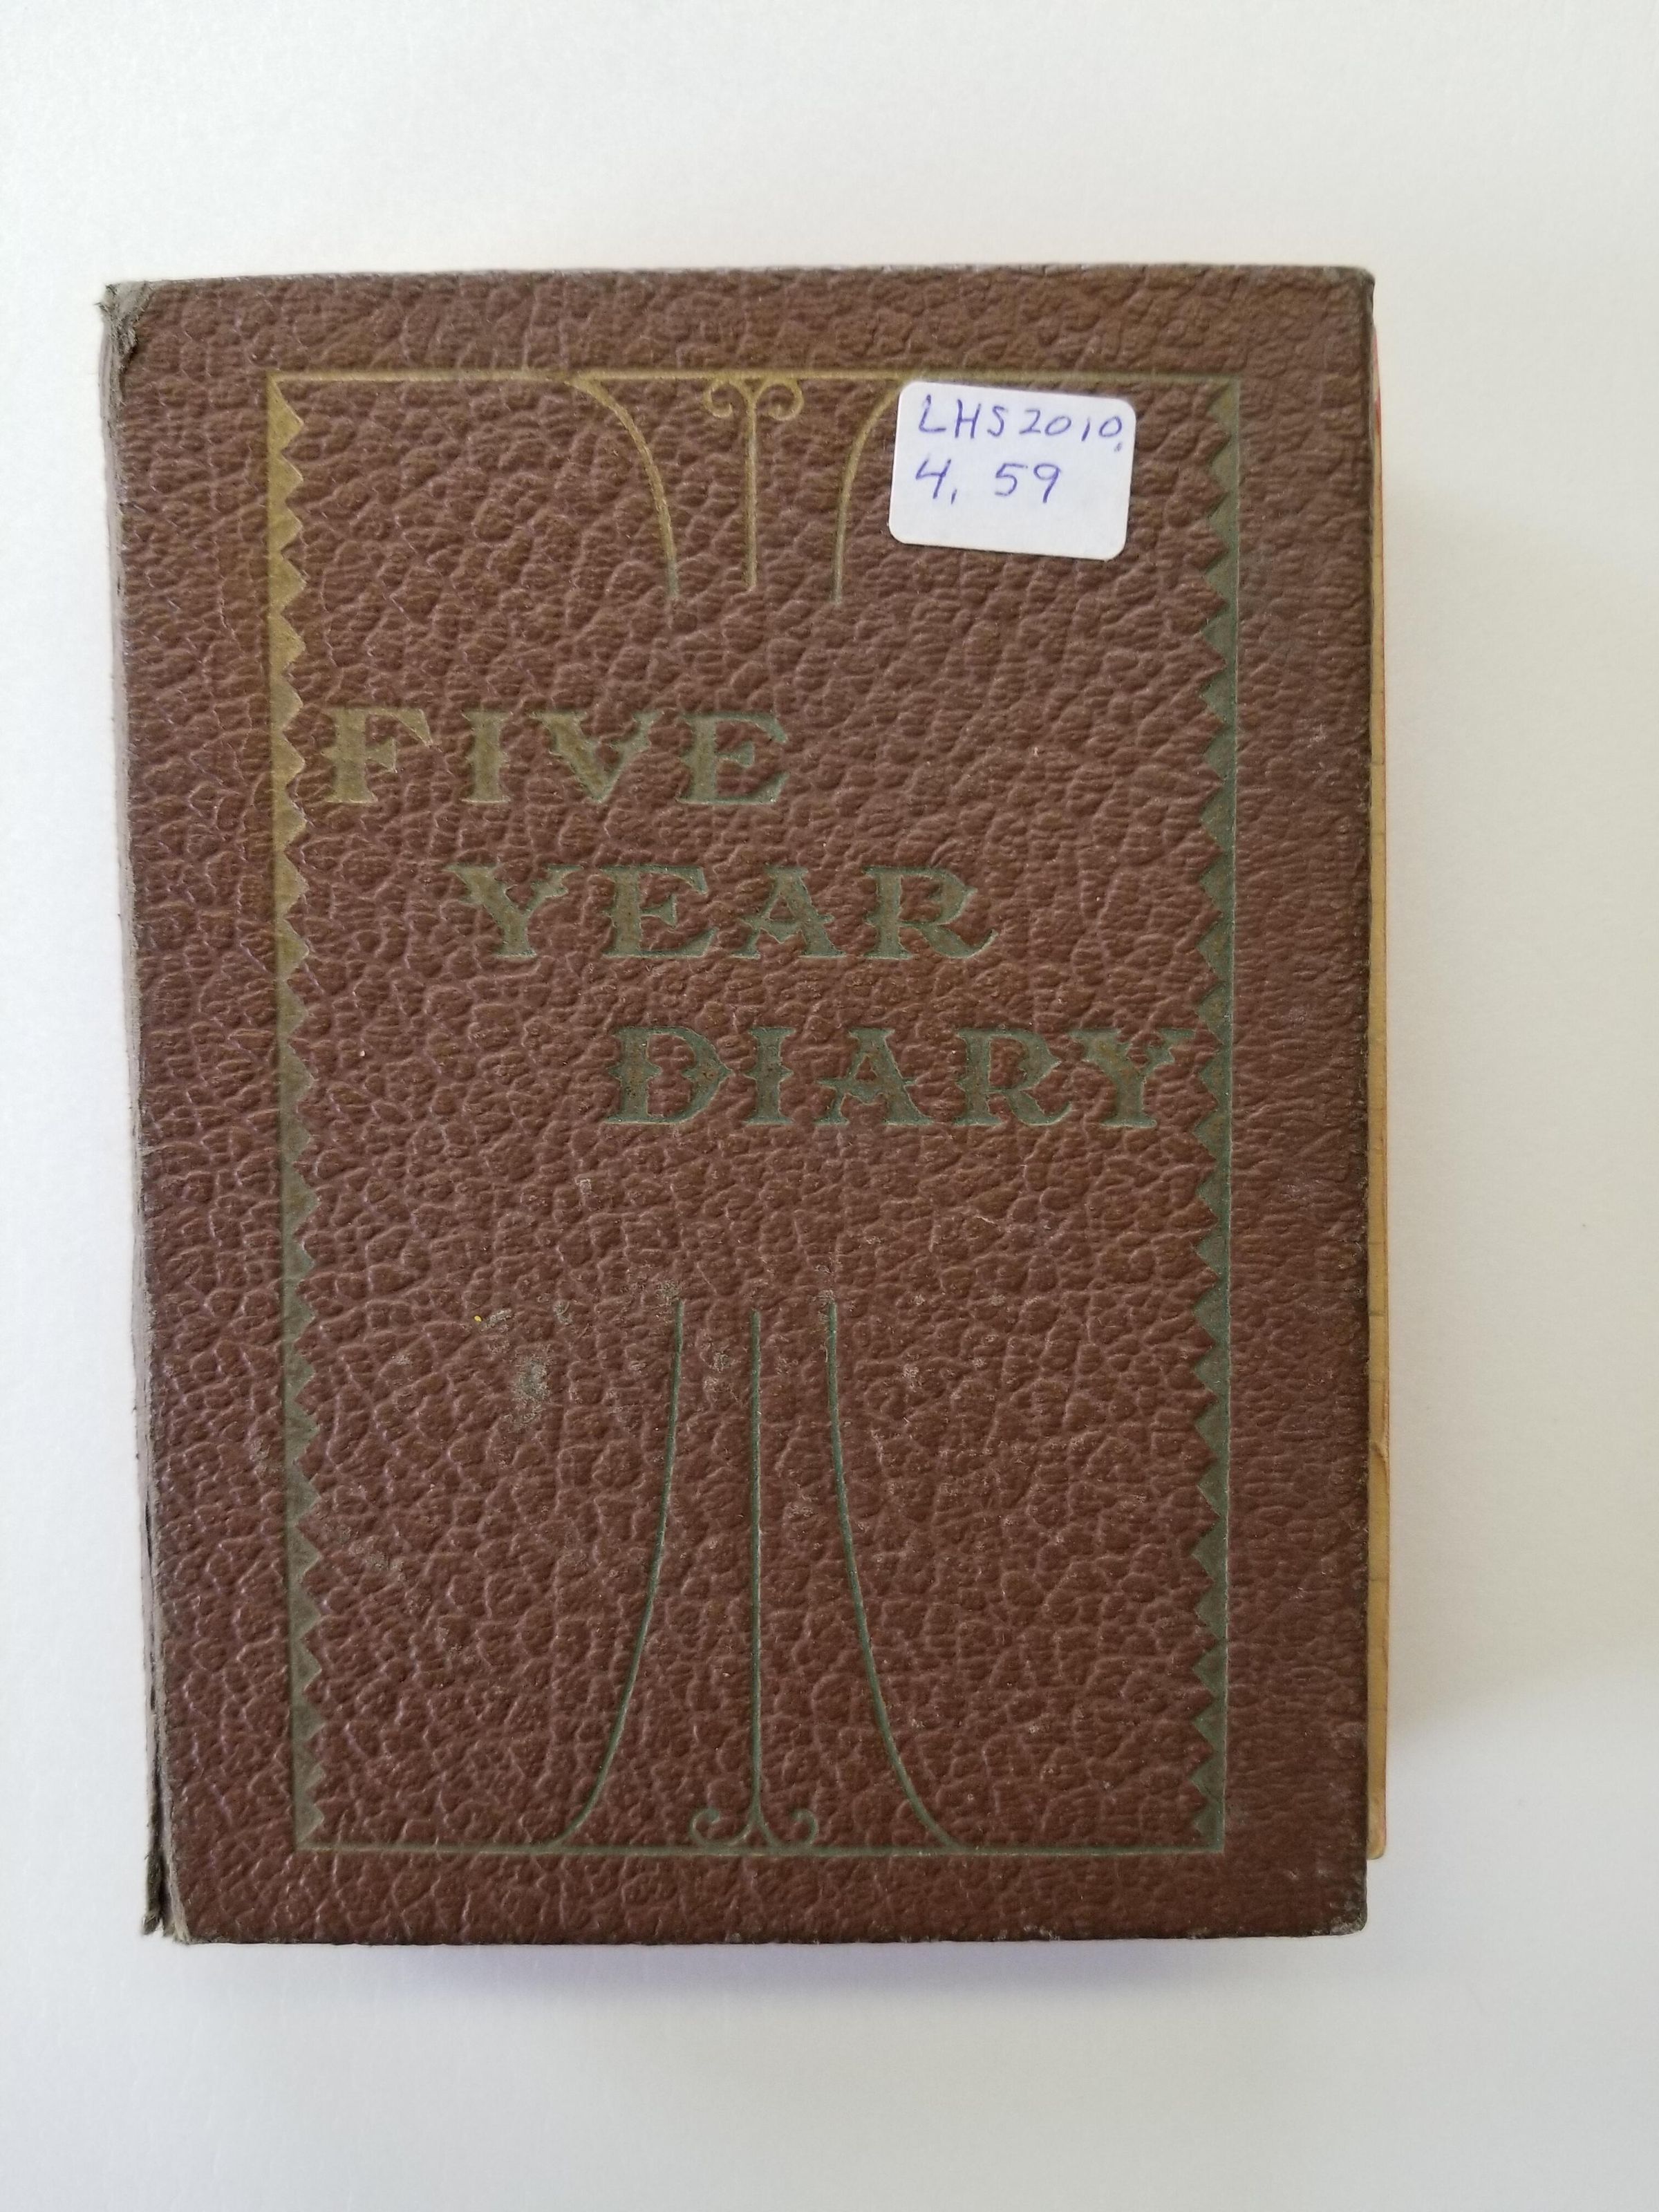 LHS2010.
4. 59
FIVE
YEAR
DIARY